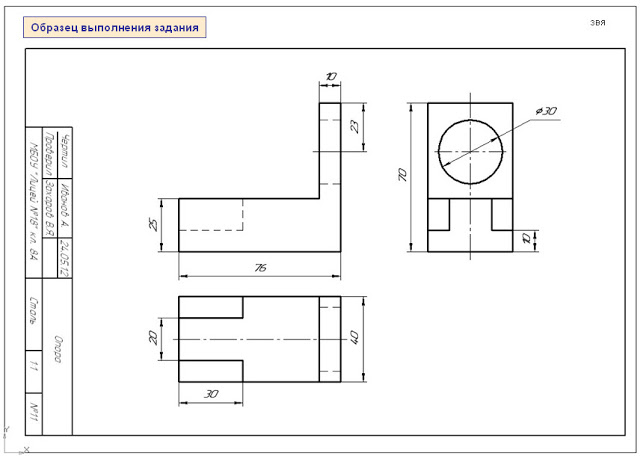 Образец выполнения задания
ЗВЯ
10
23
⌀30
70
25
10
76
20
40
30
Чертил Иванов А. 24.05.12
Проверил Захаров В.Я.
МБОУ "Лицей №18" кл. 8А
Сталь 1:1 №11
Опора
Y
X